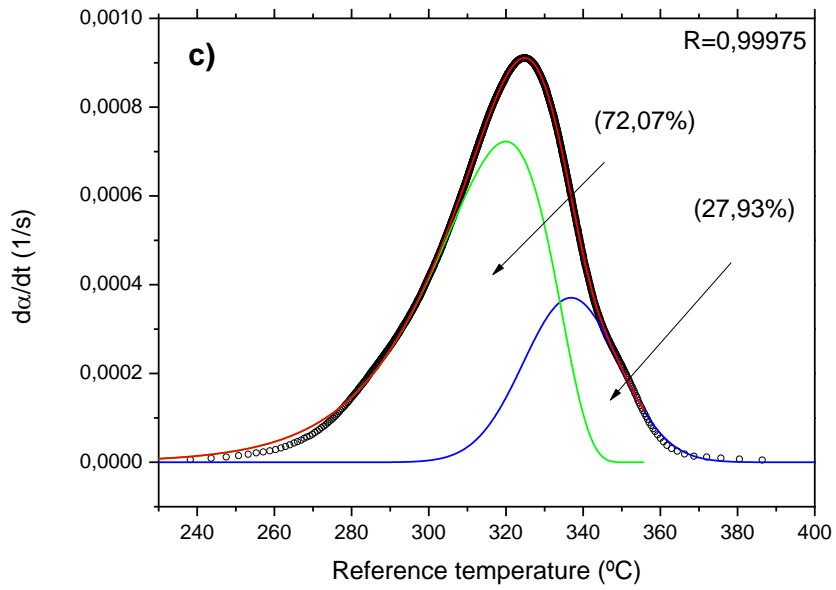 c)
R=0,99975
(72,07%)
(27,93%)
0,0010
0,0008
0,0006
0,0004
0,0002
0,0000
dα/dt (1/s)
240 260 280 300 320 340 360 380 400
Reference temperature (ºC)